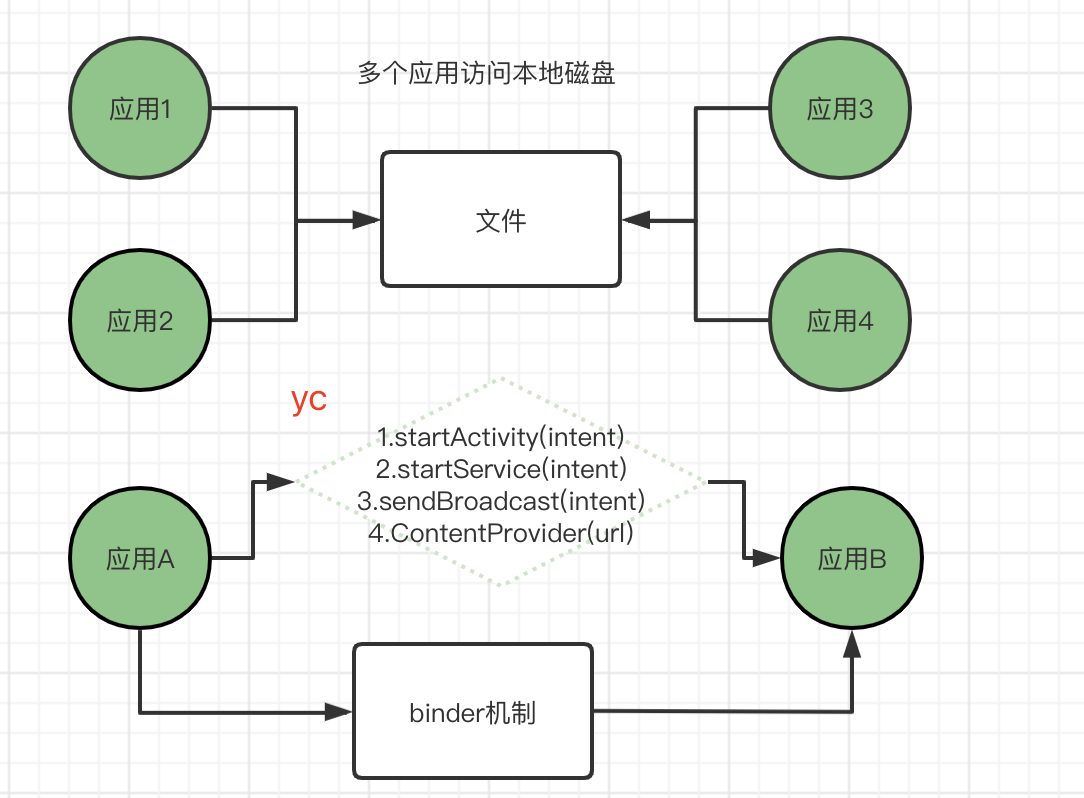 多个应用访问本地磁盘
应用1
应用3
文件
应用2
应用4
yc
1.startActivity(intent)
2.startService(intent)
3.sendBroadcast(intent)
4.ContentProvider(url)
应用A
应用B
binder机制